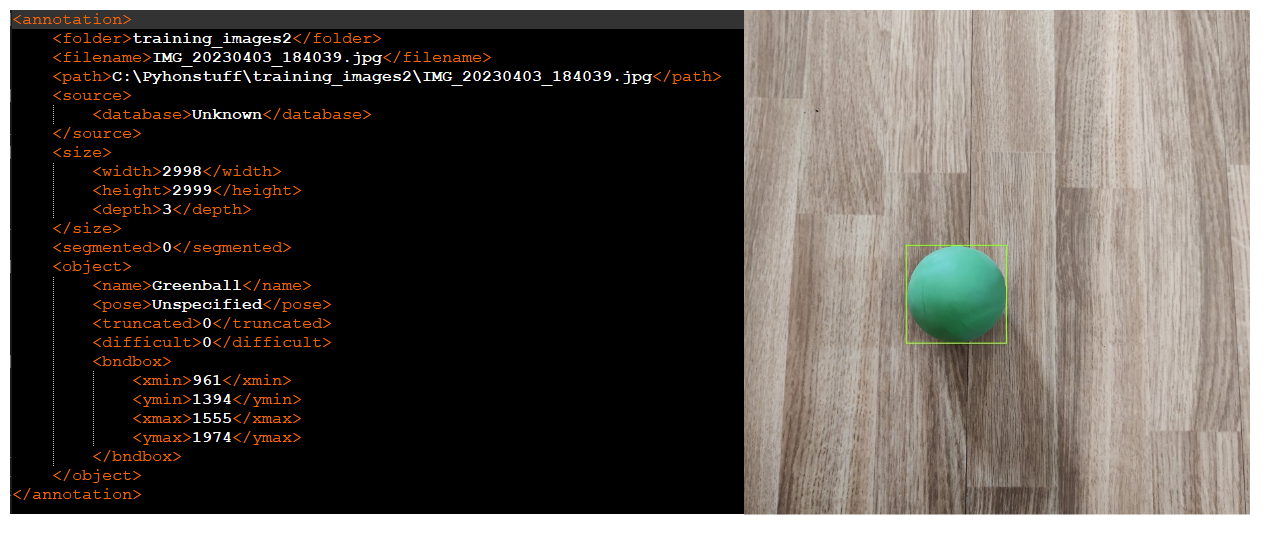 <annotation>
<folder>training_images2</folder>
<filename>IMG_20230403_184039.jpg</filename>
<path>C:\Pyhonstuff\training_images2\IMG_20230403_184039.jpg</path>
<source>
<database>Unknown</database>
</source>
<size>
<width>2998</width>
<height>2999</height>
<depth>3</depth>
</size>
<segmented>0</segmented>
<object>
<name>Greenball</name>
<pose>Unspecified</pose>
<truncated>0</truncated>
<difficult>0</difficult>
<bndbox>
<xmin>961</xmin>
<ymin>1394</ymin>
<xmax>1555</xmax>
<ymax>1974</ymax>
</bndbox>
</object>
</annotation>